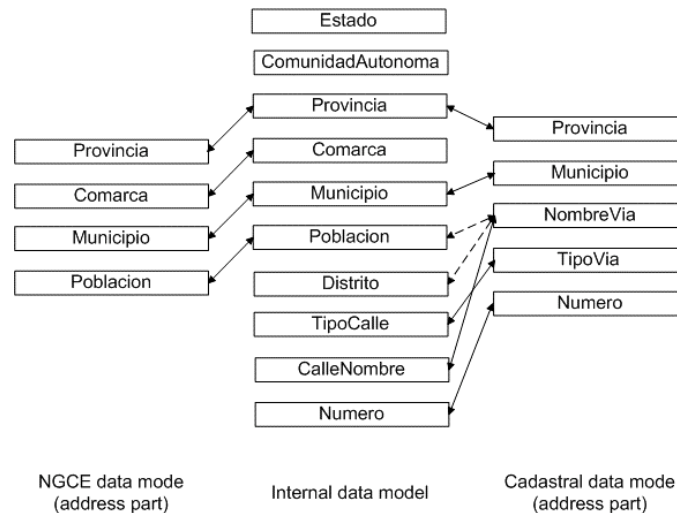 Estado
ComunidadAutonoma
Provincia
Comarca
Municipio
Poblacion
Distrito
TipoCalle
CalleNombre
Numero
Provincia
Comarca
Municipio
Poblacion
Provincia
Municipio
NombreVia
TipoVia
Numero
NGCE data mode
(address part)
Internal data model
Cadastral data mode
(address part)